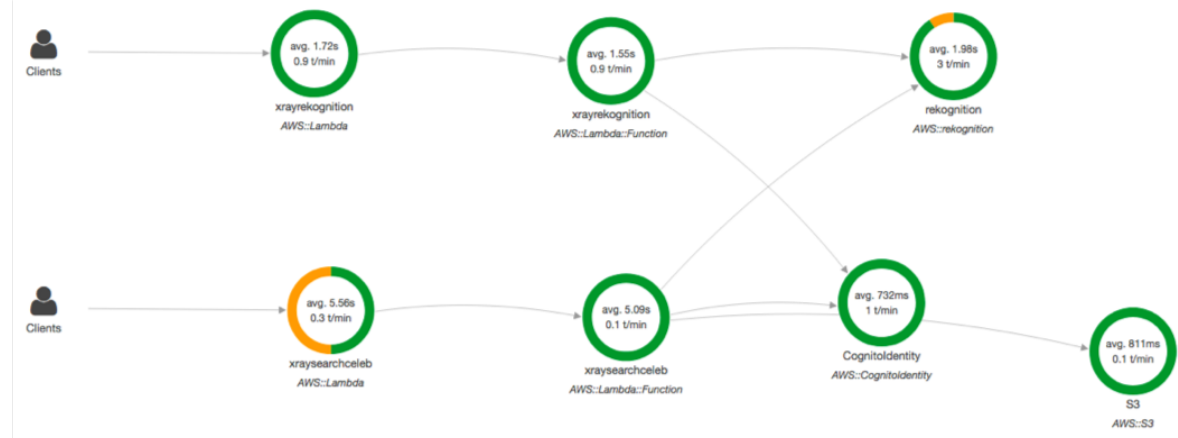 Clients
avg. 1.72s
0.9 t/min
xrayrekognition
AWS::Lambda
avg. 1.55s
0.9 t/min
xrayrekognition
AWS::Lambda::Function
avg. 1.98s
3 t/min
rekognition
AWS::rekognition
Clients
avg. 5.56s
0.3 t/min
xraysearchceleb
AWS::Lambda
avg. 5.09s
0.1 t/min
xraysearchceleb
AWS::Lambda::Function
avg. 732ms
1 t/min
CognitoIdentity
AWS::CognitoIdentity
avg. 811ms
0.1 t/min
S3
AWS::S3